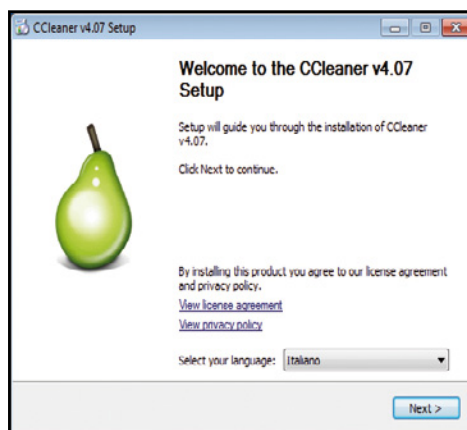 CCleaner v4.07 Setup
Welcome to the CCleaner v4.07
Setup
Setup will guide you through the installation of CCleaner
v4.07.
Click Next to continue.
By installing this product you agree to our license agreement
and privacy policy.
View license agreement
View privacy policy
Select your language: Italiano
Next >